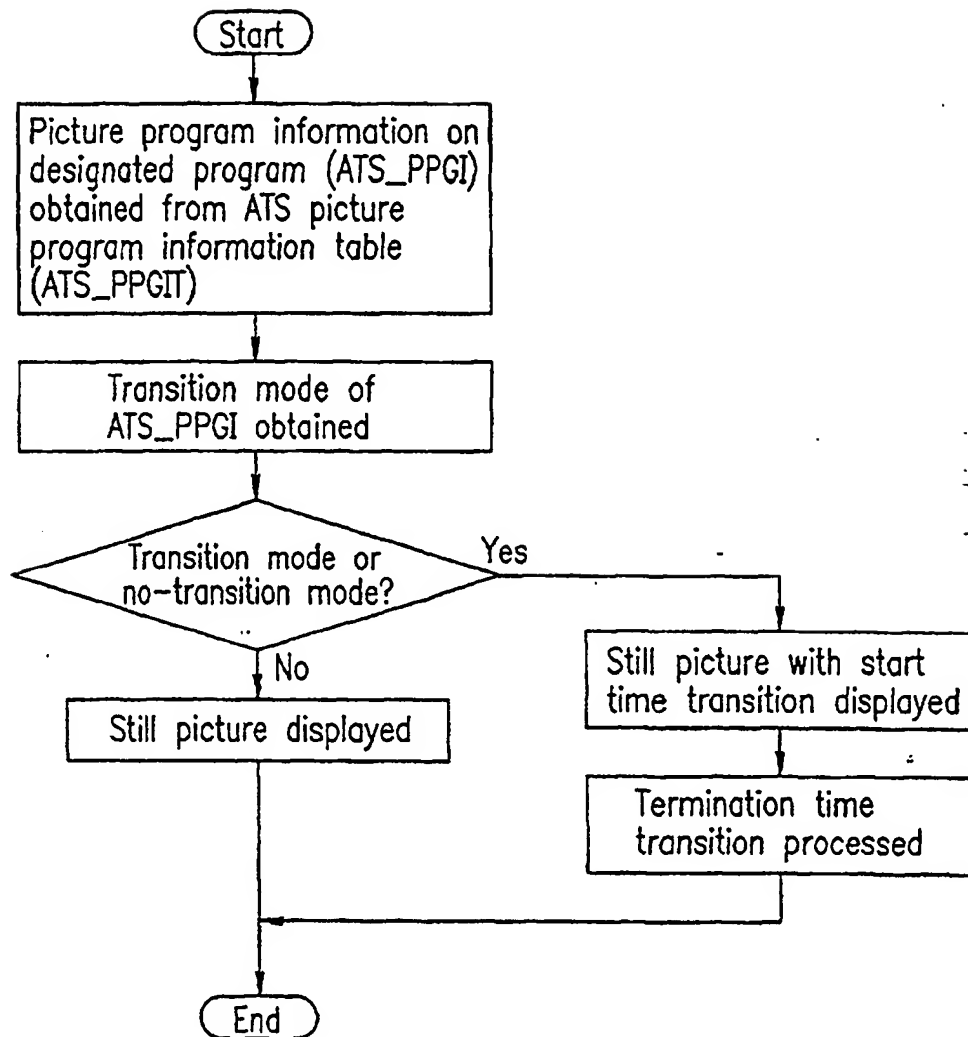 Start
Picture program information on
designated program (ATS_PPGI)
obtained from ATS picture
program information table
(ATS_PPGIT)
Transition mode of
ATS_PPGI obtained
Transition mode or
no-transition mode?
Yes
No
Still picture with start
time transition displayed
Still picture displayed
Termination time
transition processed
End